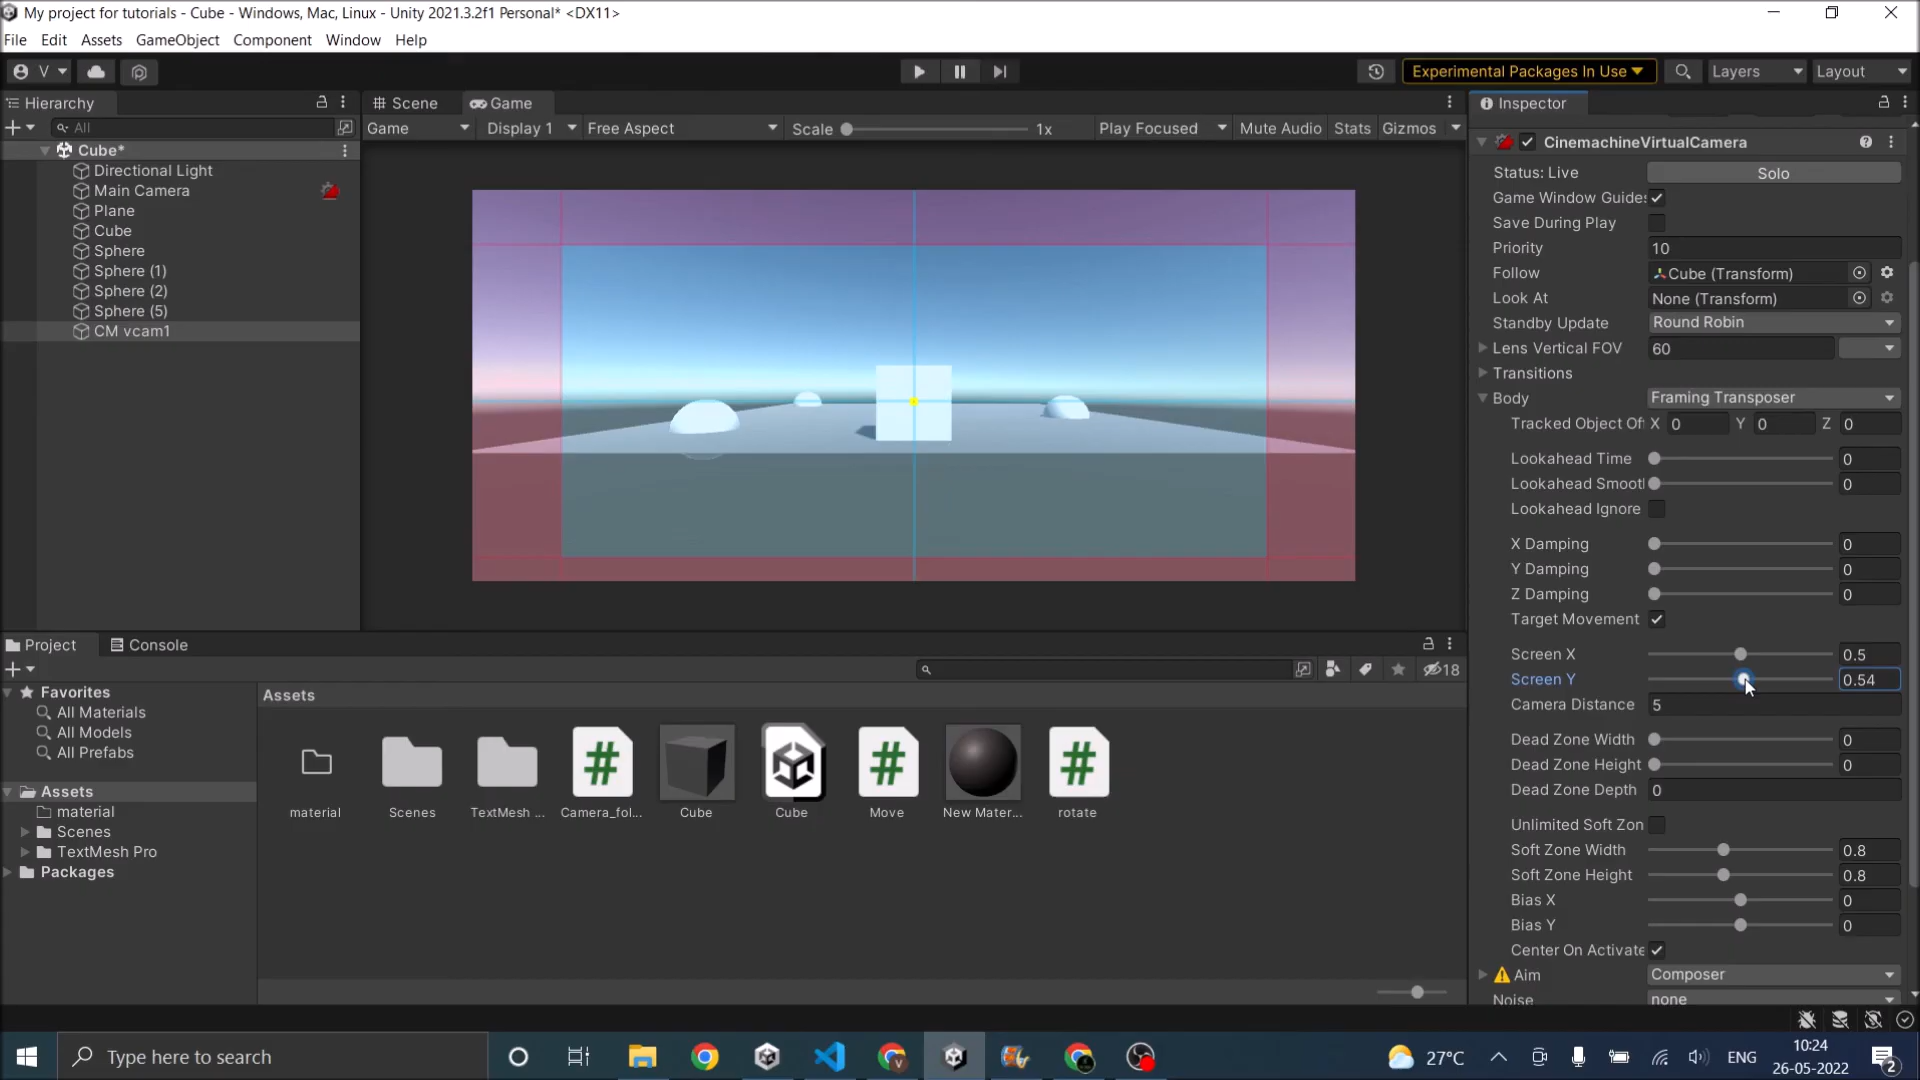 My project for tutorials - Cube - Windows, Mac, Linux - Unity 2021.3.2f1 Personal* <DX11>
File Edit Assets GameObject Component Window Help
V
Experimental Packages In Use
Layers
Layout
Hierarchy
All
Cube*
Directional Light
Main Camera
Plane
Cube
Sphere
Sphere (1)
Sphere (2)
Sphere (5)
CM vcam1
Scene
Game
Game Display 1 Free Aspect Scale 1x Play Focused Mute Audio Stats Gizmos
Inspector
CinemachineVirtualCamera
Status: Live Solo
Game Window Guides
Save During Play
Priority 10
Follow Cube (Transform)
Look At None (Transform)
Standby Update Round Robin
Lens Vertical FOV 60
Transitions
Body Framing Transposer
Tracked Object Of X 0 Y 0 Z 0
Lookahead Time 0
Lookahead Smoot 0
Lookahead Ignore
X Damping 0
Y Damping 0
Z Damping 0
Target Movement
Screen X 0.5
Screen Y 0.54
Camera Distance 5
Dead Zone Width 0
Dead Zone Height 0
Dead Zone Depth 0
Unlimited Soft Zon
Soft Zone Width 0.8
Soft Zone Height 0.8
Bias X 0
Bias Y 0
Center On Activate
Aim Composer
Noise none
Project
Console
18
Favorites
All Materials
All Models
All Prefabs
Assets
material
Scenes
TextMesh Pro
Packages
Assets
material
Scenes
TextMesh ...
Camera_fol...
Cube
Cube
Move
New Mater...
rotate
Type here to search
27°C
ENG
10:24
26-05-2022
2